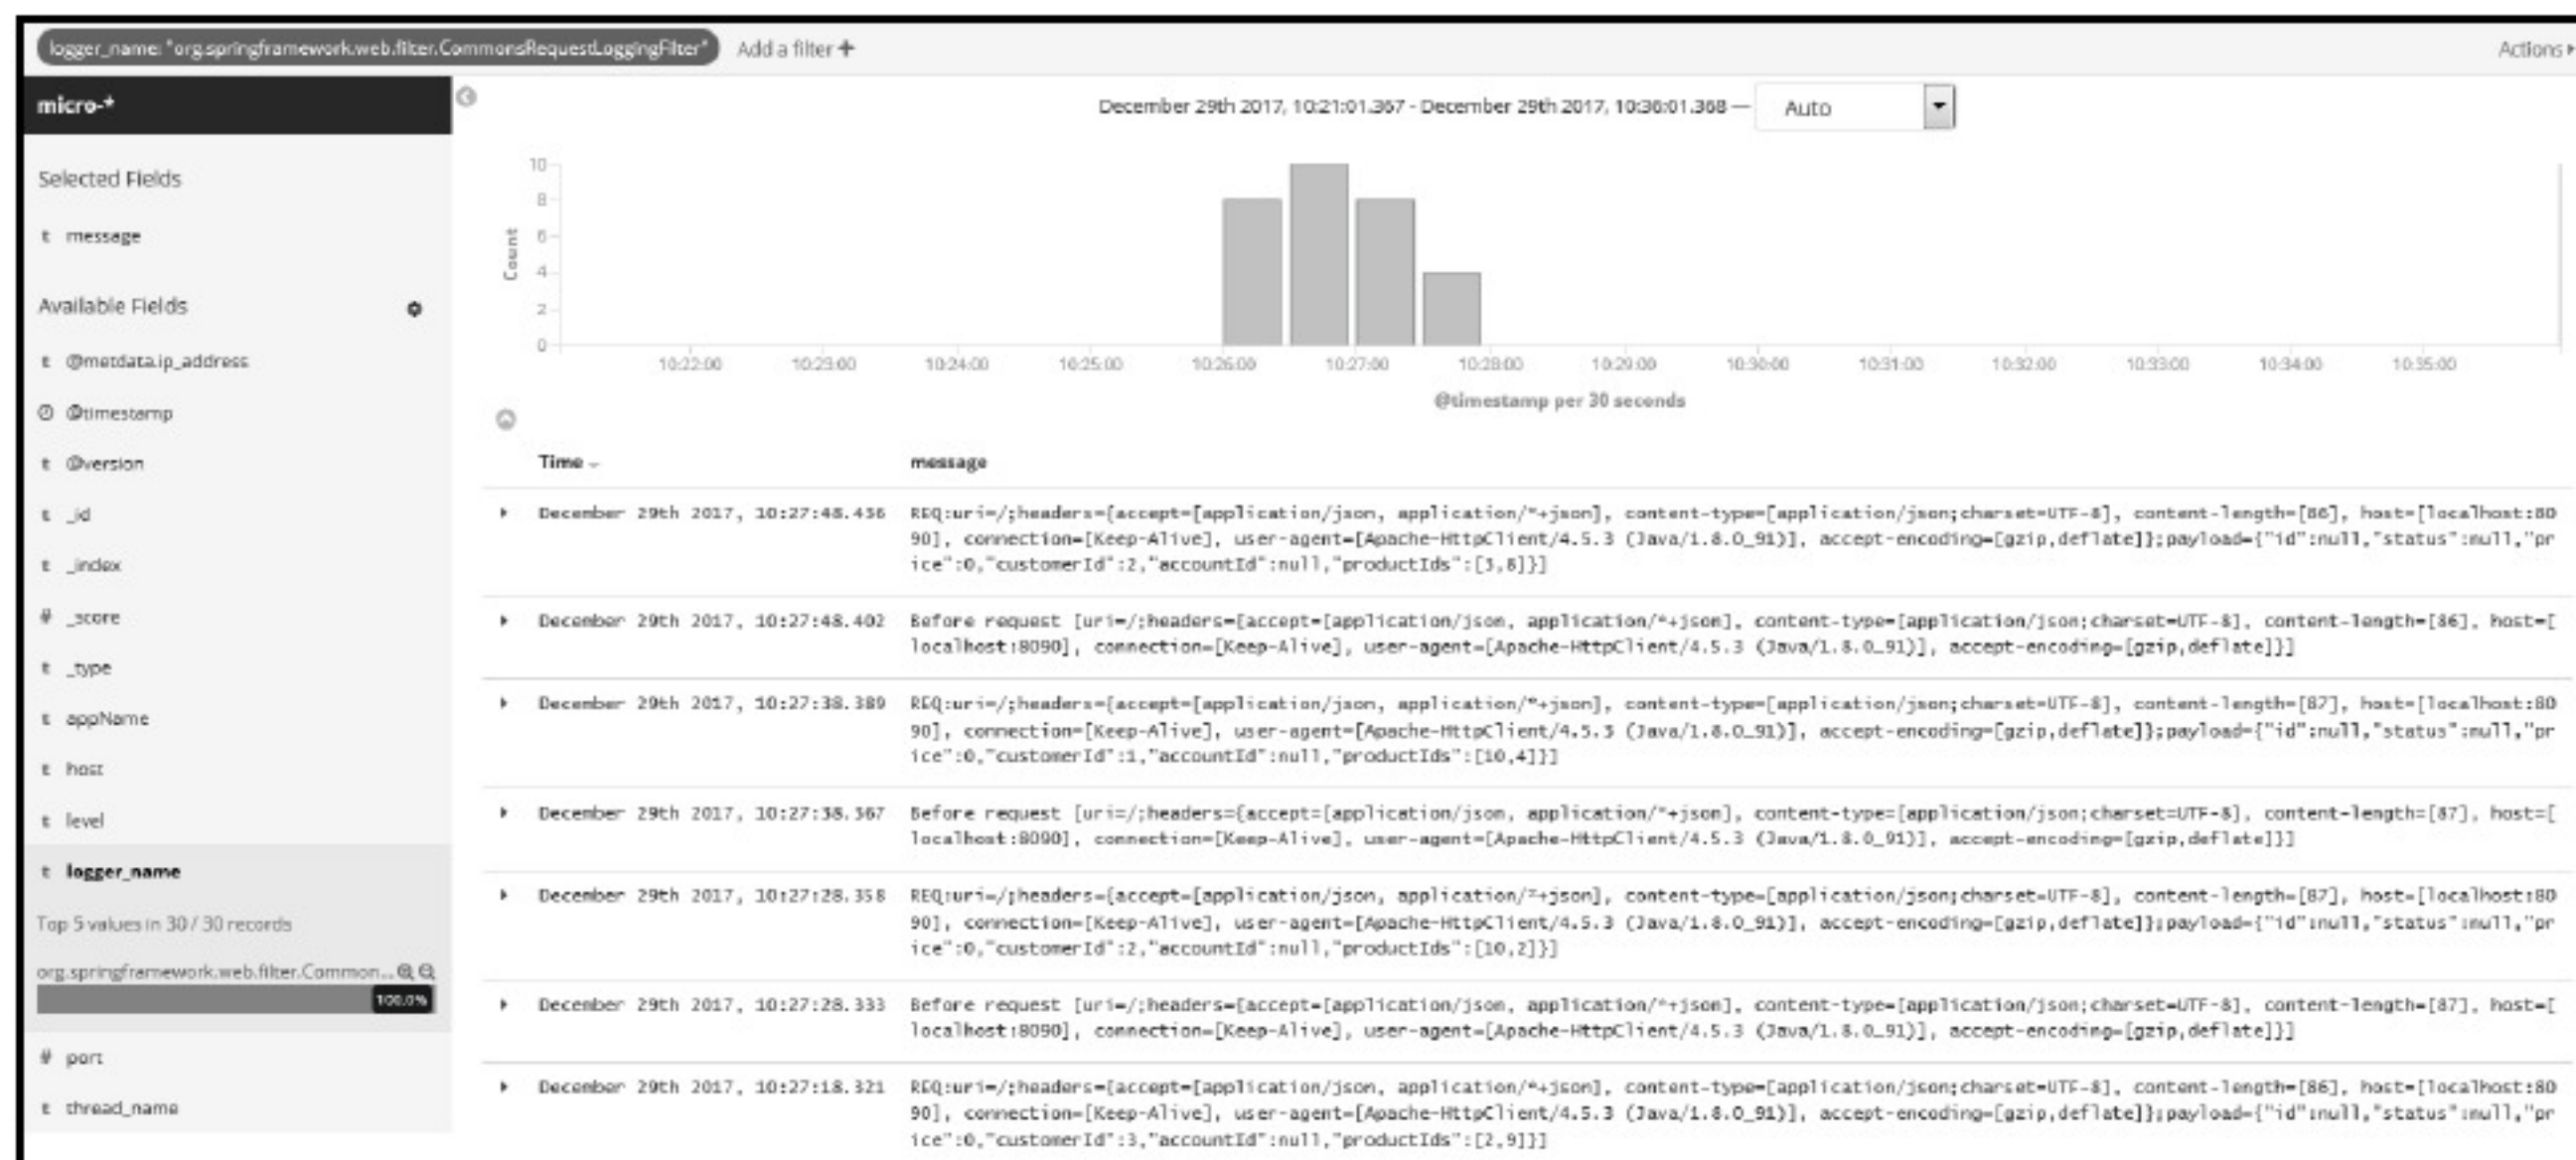 logger_name: "org.springframework.web.filter.CommonsRequestLoggingFilter"
Add a filter +
Actions
micro-*
Selected Fields
t message
Available Fields
t @metdata.ip_address
@timestamp
t @version
t _id
t _index
# _score
t _type
t appName
t host
t level
t logger_name
Top 5 values in 30 / 30 records
org.springframework.web.filter.Common...
100.0%
# port
t thread_name
December 29th 2017, 10:21:01.367 - December 29th 2017, 10:36:01.368 —
Auto
Count
10
8
6
4
2
0
10:22:00 10:23:00 10:24:00 10:25:00 10:26:00 10:27:00 10:28:00 10:29:00 10:30:00 10:31:00 10:32:00 10:33:00 10:34:00 10:35:00
@timestamp per 30 seconds
Time message
December 29th 2017, 10:27:48.436 REQ:uri=/;headers={accept=[application/json, application/*+json], content-type=[application/json;charset=UTF-8], content-length=[86], host=[localhost:80
90], connection=[Keep-Alive], user-agent=[Apache-HttpClient/4.5.3 (Java/1.8.0_91)], accept-encoding=[gzip,deflate]};payload={"id":null,"status":null,"pr
ice":0,"customerId":2,"accountId":null,"productIds":[3,8]}]
December 29th 2017, 10:27:48.402 Before request [uri=/;headers={accept=[application/json, application/*+json], content-type=[application/json;charset=UTF-8], content-length=[86], host=[
localhost:8090], connection=[Keep-Alive], user-agent=[Apache-HttpClient/4.5.3 (Java/1.8.0_91)], accept-encoding=[gzip,deflate]}]
December 29th 2017, 10:27:38.389 REQ:uri=/;headers={accept=[application/json, application/*+json], content-type=[application/json;charset=UTF-8], content-length=[87], host=[localhost:80
90], connection=[Keep-Alive], user-agent=[Apache-HttpClient/4.5.3 (Java/1.8.0_91)], accept-encoding=[gzip,deflate]};payload={"id":null,"status":null,"pr
ice":0,"customerId":1,"accountId":null,"productIds":[10,4]}]
December 29th 2017, 10:27:38.367 Before request [uri=/;headers={accept=[application/json, application/*+json], content-type=[application/json;charset=UTF-8], content-length=[87], host=[
localhost:8090], connection=[Keep-Alive], user-agent=[Apache-HttpClient/4.5.3 (Java/1.8.0_91)], accept-encoding=[gzip,deflate]}]
December 29th 2017, 10:27:28.358 REQ:uri=/;headers={accept=[application/json, application/*+json], content-type=[application/json;charset=UTF-8], content-length=[87], host=[localhost:80
90], connection=[Keep-Alive], user-agent=[Apache-HttpClient/4.5.3 (Java/1.8.0_91)], accept-encoding=[gzip,deflate]};payload={"id":null,"status":null,"pr
ice":0,"customerId":2,"accountId":null,"productIds":[10,2]}]
December 29th 2017, 10:27:28.333 Before request [uri=/;headers={accept=[application/json, application/*+json], content-type=[application/json;charset=UTF-8], content-length=[87], host=[
localhost:8090], connection=[Keep-Alive], user-agent=[Apache-HttpClient/4.5.3 (Java/1.8.0_91)], accept-encoding=[gzip,deflate]}]
December 29th 2017, 10:27:18.321 REQ:uri=/;headers={accept=[application/json, application/*+json], content-type=[application/json;charset=UTF-8], content-length=[86], host=[localhost:80
90], connection=[Keep-Alive], user-agent=[Apache-HttpClient/4.5.3 (Java/1.8.0_91)], accept-encoding=[gzip,deflate]};payload={"id":null,"status":null,"pr
ice":0,"customerId":3,"accountId":null,"productIds":[2,9]}]